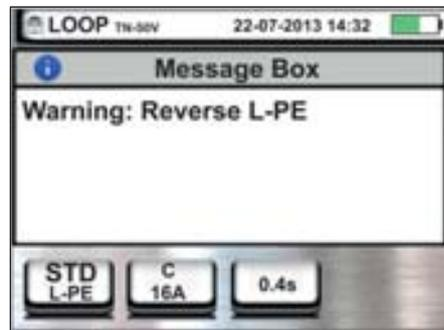 LOOP TN-50V 22-07-2013 14:32
Message Box
Warning: Reverse L-PE
STD
L-PE
C
16A
0.4s